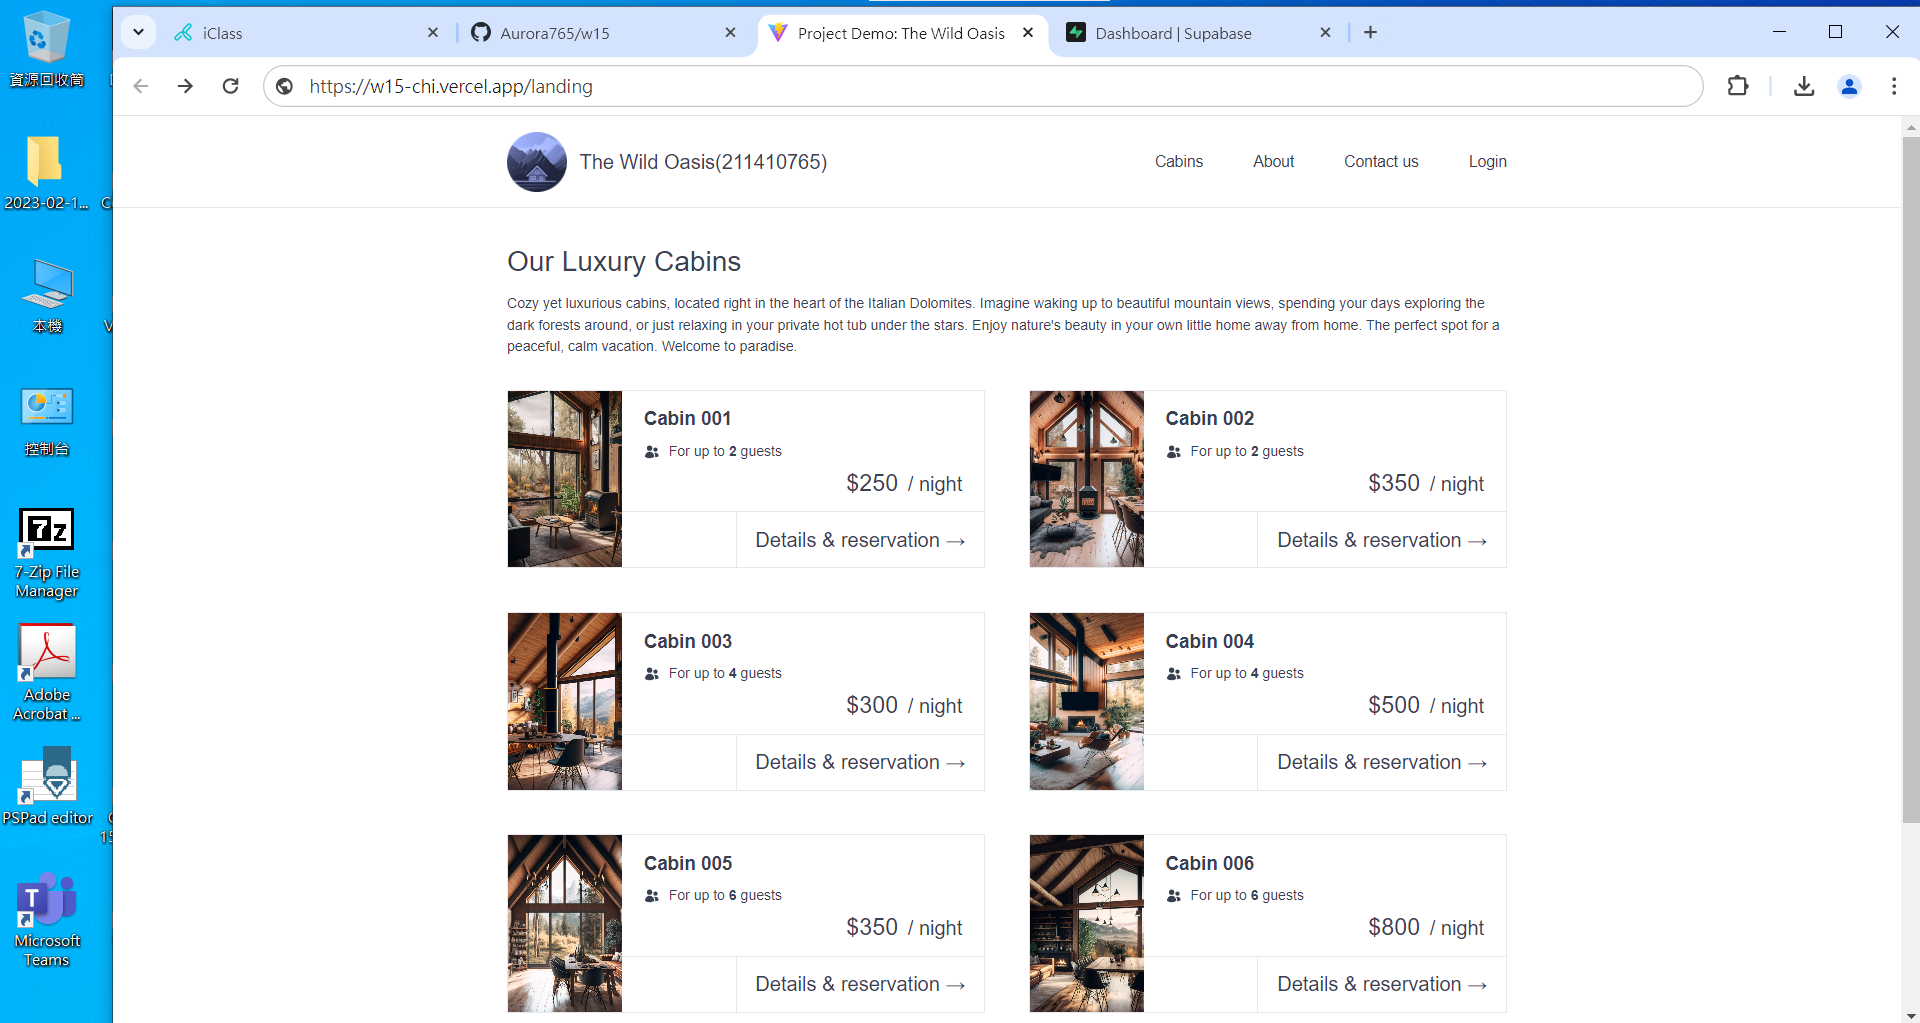 資源回收筒
2023-02-1...
本機
控制台
7-Zip File
Manager
Adobe
Acrobat ...
PSPad editor
Microsoft
Teams
iClass
Aurora765/w15
Project Demo: The Wild Oasis
Dashboard | Supabase
https://w15-chi.vercel.app/landing
The Wild Oasis(211410765)
Cabins
About
Contact us
Login
Our Luxury Cabins
Cozy yet luxurious cabins, located right in the heart of the Italian Dolomites. Imagine waking up to beautiful mountain views, spending your days exploring the
dark forests around, or just relaxing in your private hot tub under the stars. Enjoy nature's beauty in your own little home away from home. The perfect spot for a
peaceful, calm vacation. Welcome to paradise.
Cabin 001
For up to 2 guests
$250 / night
Details & reservation →
Cabin 002
For up to 2 guests
$350 / night
Details & reservation →
Cabin 003
For up to 4 guests
$300 / night
Details & reservation →
Cabin 004
For up to 4 guests
$500 / night
Details & reservation →
Cabin 005
For up to 6 guests
$350 / night
Details & reservation →
Cabin 006
For up to 6 guests
$800 / night
Details & reservation →